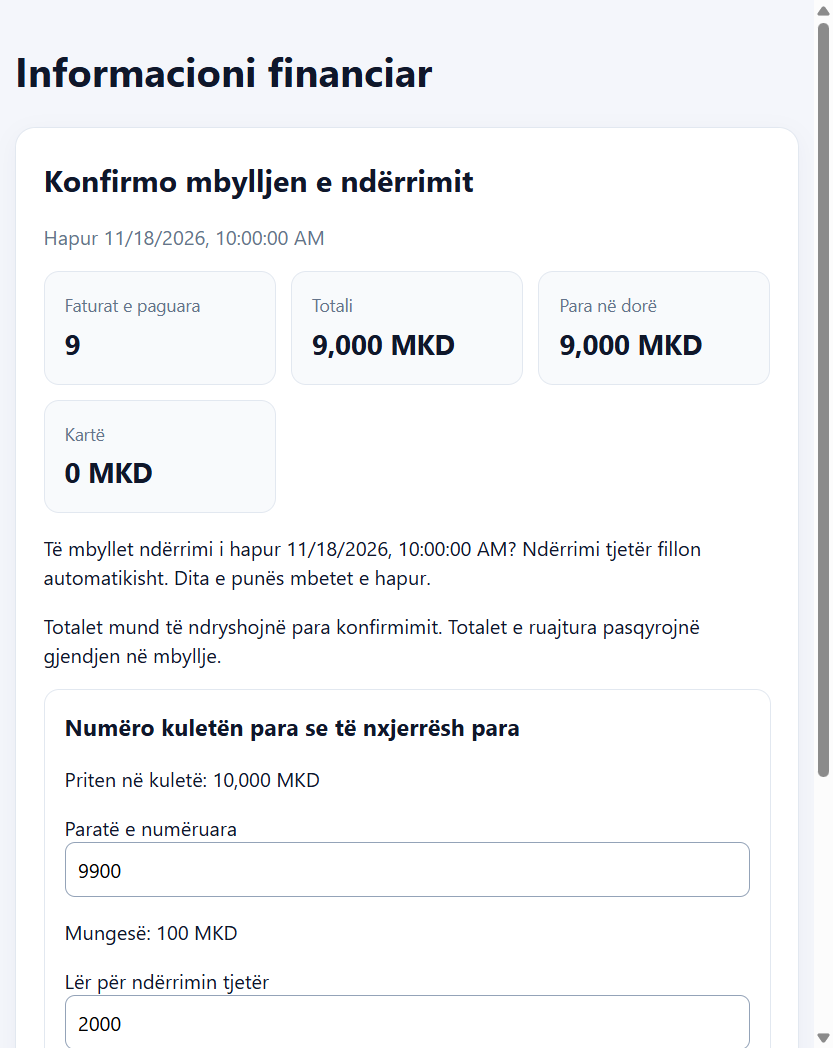 Informacioni financiar
Konfirmo mbylljen e ndërrimit
Hapur 11/18/2026, 10:00:00 AM
Faturat e paguara
9
Totali
9,000 MKD
Para në dorë
9,000 MKD
Kartë
0 MKD
Të mbyllet ndërrimi i hapur 11/18/2026, 10:00:00 AM? Ndërrimi tjetër fillon
automatikisht. Dita e punës mbetet e hapur.
Totalet mund të ndryshojnë para konfirmimit. Totalet e ruajtura pasqyrojnë
gjendjen në mbyllje.
Numëro kuletën para se të nxjerrësh para
Priten në kuletë: 10,000 MKD
Paratë e numëruara
9900
Mungesë: 100 MKD
Lër për ndërrimin tjetër
2000